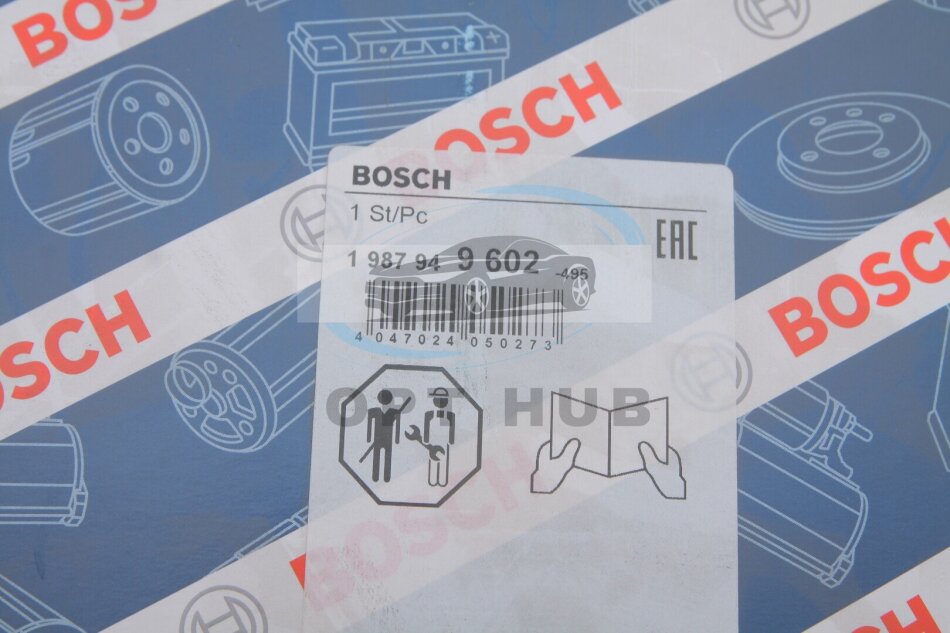 BOSCH
BOSCH
BOSCH
1 St/Pc
EAC
1 987 94 9 602 -495
4 047024 050273
BOSCH
BOSCH
OPT HUB
BOSCH